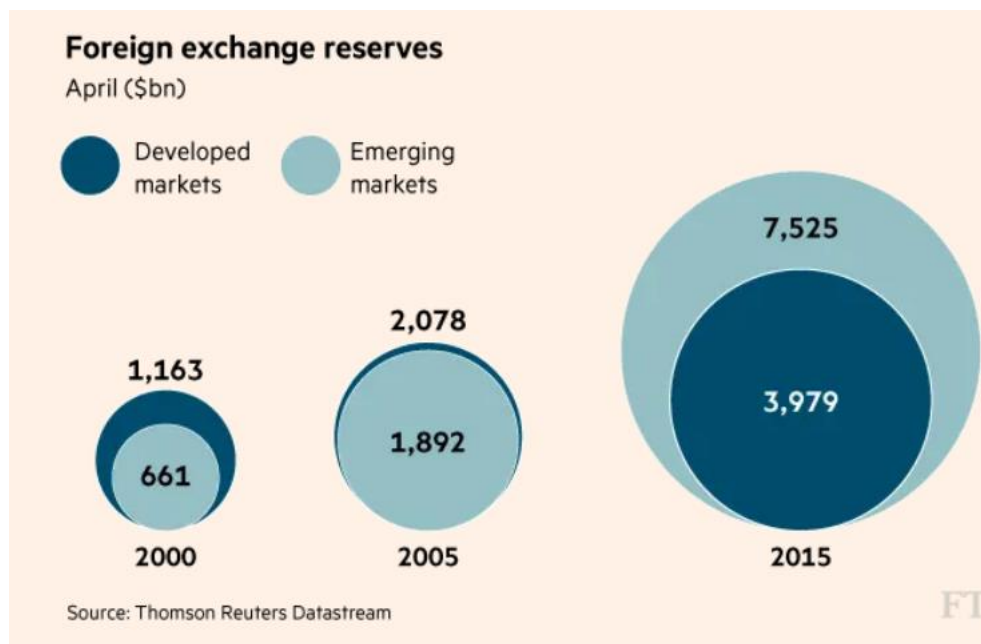 Foreign exchange reserves
April ($bn)
Developed
markets
Emerging
markets
7,525
2,078
1,163
3,979
1,892
661
2000
2005
2015
Source: Thomson Reuters Datastream
FT